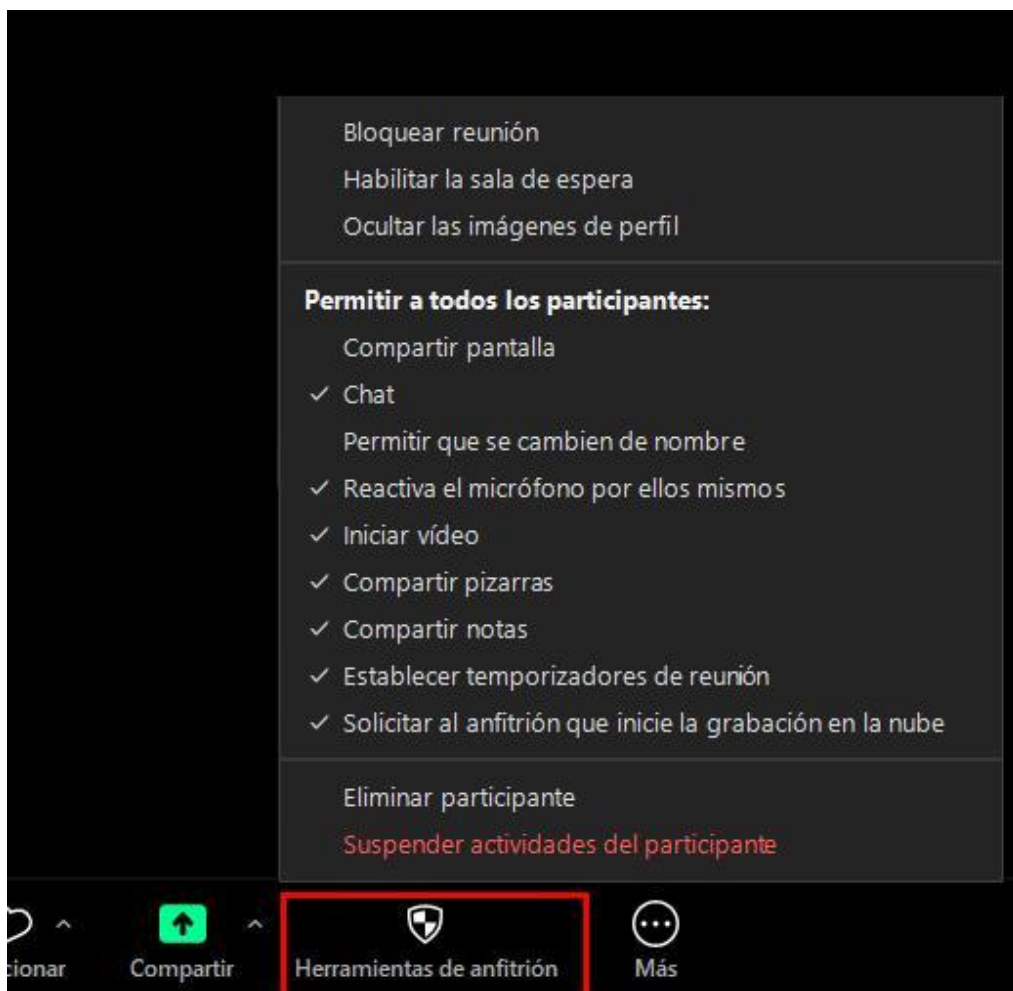 Bloquear reunión
Habilitar la sala de espera
Ocultar las imágenes de perfil
Permitir a todos los participantes:
Compartir pantalla
Chat
Permitir que se cambien de nombre
Reactiva el micrófono por ellos mismos
Iniciar vídeo
Compartir pizarras
Compartir notas
Establecer temporizadores de reunión
Solicitar al anfitrión que inicie la grabación en la nube
Eliminar participante
Suspender actividades del participante
cionar Compartir Herramientas de anfitrión Más